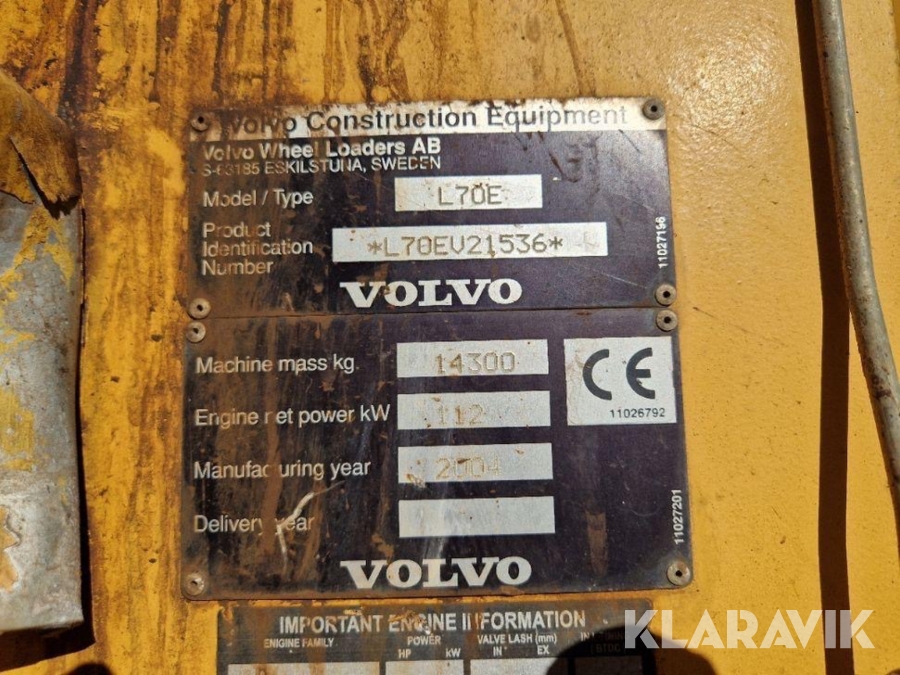 Volvo Construction Equipment
Volvo Wheel Loaders AB
S-63185 ESKILSTUNA, SWEDEN
Model / Type L70E
Product
Identification
Number
*L70EV21536*
11027196
VOLVO
Machine mass kg 14300
CE
11026792
Engine net power kW 112
Manufacturing year 2004
Delivery year
11027201
VOLVO
IMPORTANT ENGINE INFORMATION
ENIGINE FAMILY POWER VALVE LASH (mm)
HP kW IN EX
KLARAVIK